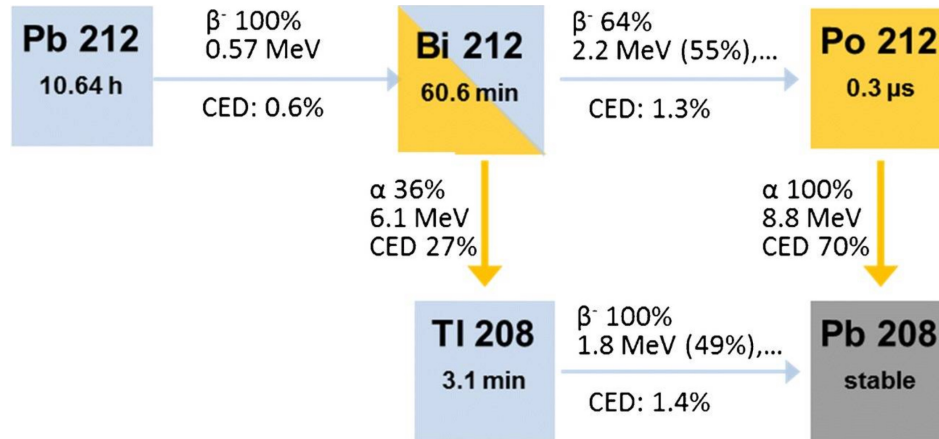 Pb 212
10.64 h
β- 100%
0.57 MeV
CED: 0.6%
Bi 212
60.6 min
β- 64%
2.2 MeV (55%),...
CED: 1.3%
Po 212
0.3 µs
α 36%
6.1 MeV
CED 27%
α 100%
8.8 MeV
CED 70%
Tl 208
3.1 min
β- 100%
1.8 MeV (49%),...
CED: 1.4%
Pb 208
stable